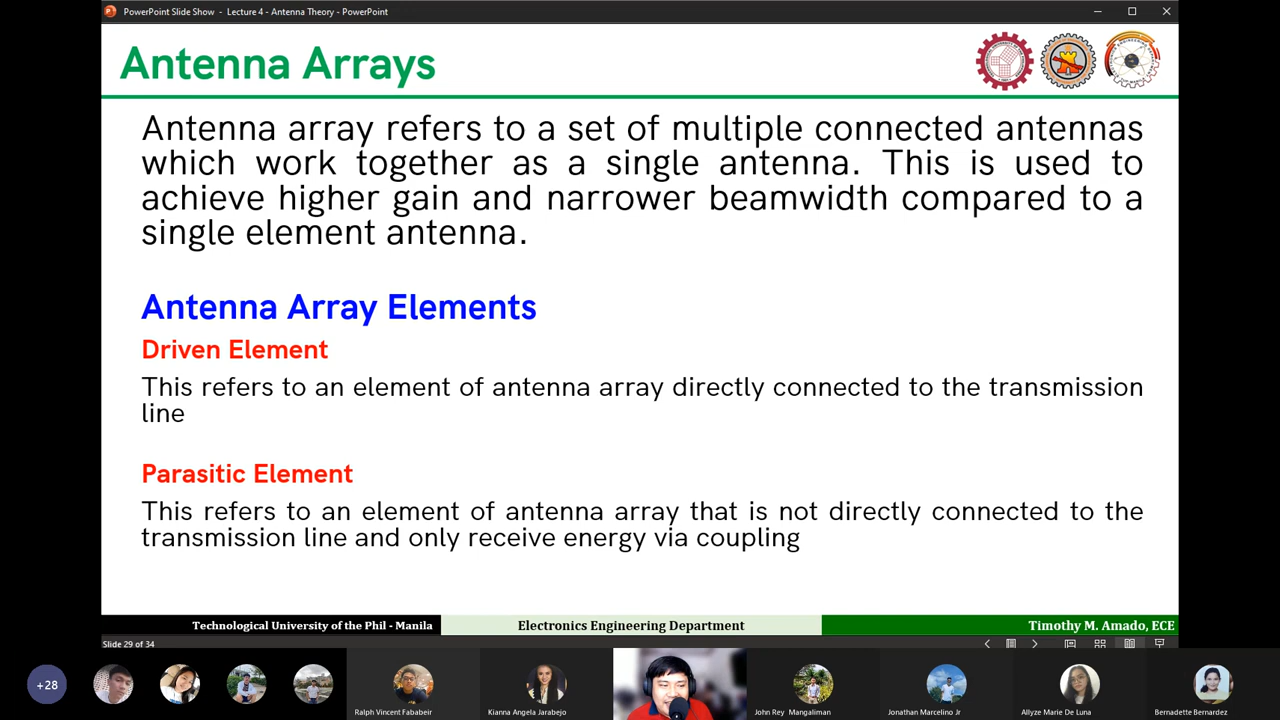 PowerPoint Slide Show - Lecture 4 - Antenna Theory - PowerPoint
Antenna Arrays
Antenna array refers to a set of multiple connected antennas
which work together as a single antenna. This is used to
achieve higher gain and narrower beamwidth compared to a
single element antenna.
Antenna Array Elements
Driven Element
This refers to an element of antenna array directly connected to the transmission
line
Parasitic Element
This refers to an element of antenna array that is not directly connected to the
transmission line and only receive energy via coupling
Technological University of the Phil - Manila
Electronics Engineering Department
Timothy M. Amado, ECE
Slide 29 of 34
+28
Ralph Vincent Fababeir
Kianna Angela Jarabejo
John Rey Mangaliman
Jonathan Marcelino Jr
Allyze Marie De Luna
Bernadette Bernardez